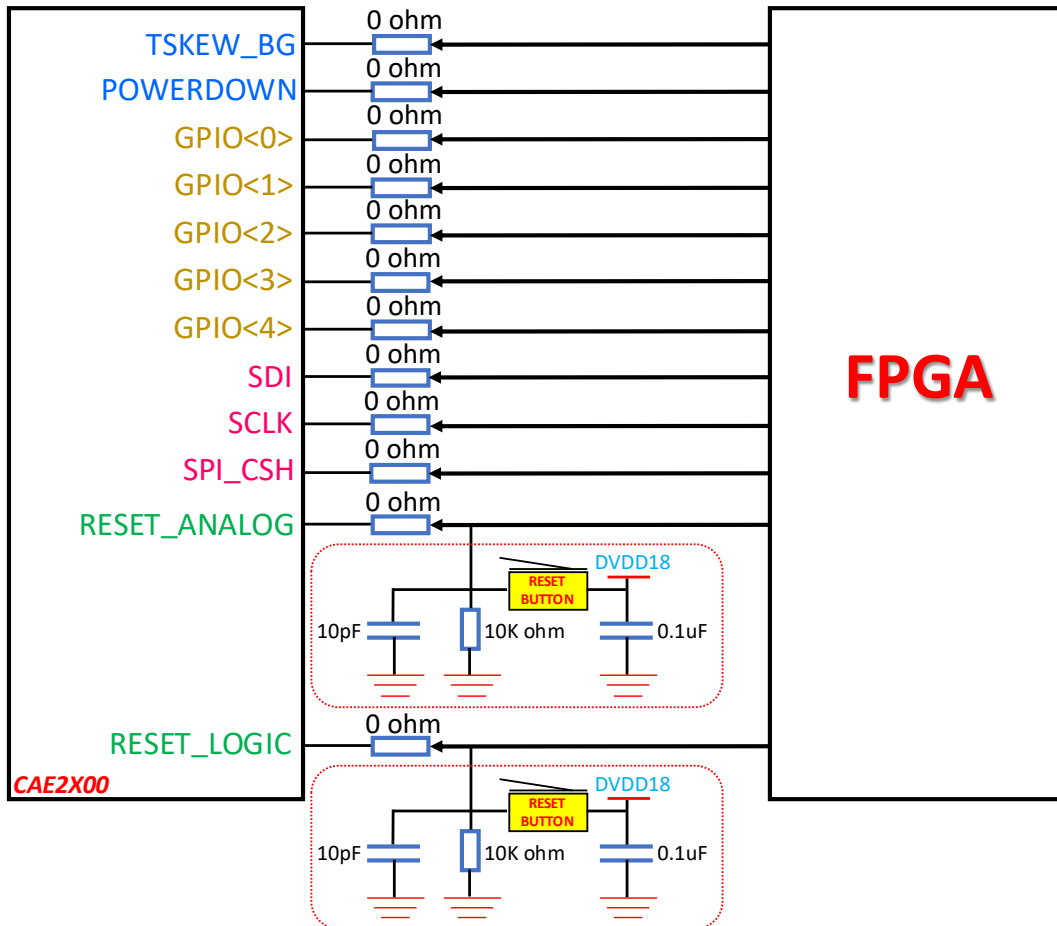 0 ohm
TSKEW_BG
0 ohm
POWERDOWN
0 ohm
GPIO<0>
0 ohm
GPIO<1>
0 ohm
GPIO<2>
0 ohm
GPIO<3>
0 ohm
GPIO<4>
0 ohm
SDI
0 ohm
SCLK
0 ohm
SPI_CSH
0 ohm
RESET_ANALOG
FPGA
DVDD18
RESET
BUTTON
10pF
10K ohm
0.1uF
0 ohm
RESET_LOGIC
CAE2X00
DVDD18
RESET
BUTTON
10pF
10K ohm
0.1uF